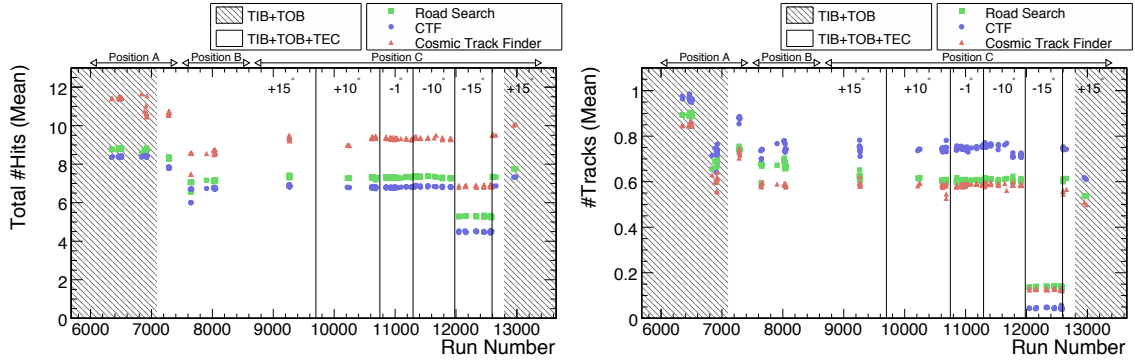 TIB+TOB
TIB+TOB+TEC
Road Search
CTF
Cosmic Track Finder
Position A
Position B
Position C
+15°
+10°
-1°
-10°
-15°
+15°
Total #Hits (Mean)
12
10
8
6
4
2
0
6000 7000 8000 9000 10000 11000 12000 13000
Run Number
TIB+TOB
TIB+TOB+TEC
Road Search
CTF
Cosmic Track Finder
Position A
Position B
Position C
+15°
+10°
-1°
-10°
-15°
+15°
#Tracks (Mean)
1
0.8
0.6
0.4
0.2
0
6000 7000 8000 9000 10000 11000 12000 13000
Run Number